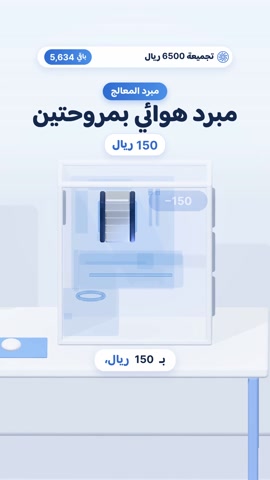 تجميعة 6500 ريال
باقي 5,634
مبرد المعالج
مبرد هوائي بمروحتين
150 ريال
−150
بـ 150 ريال،